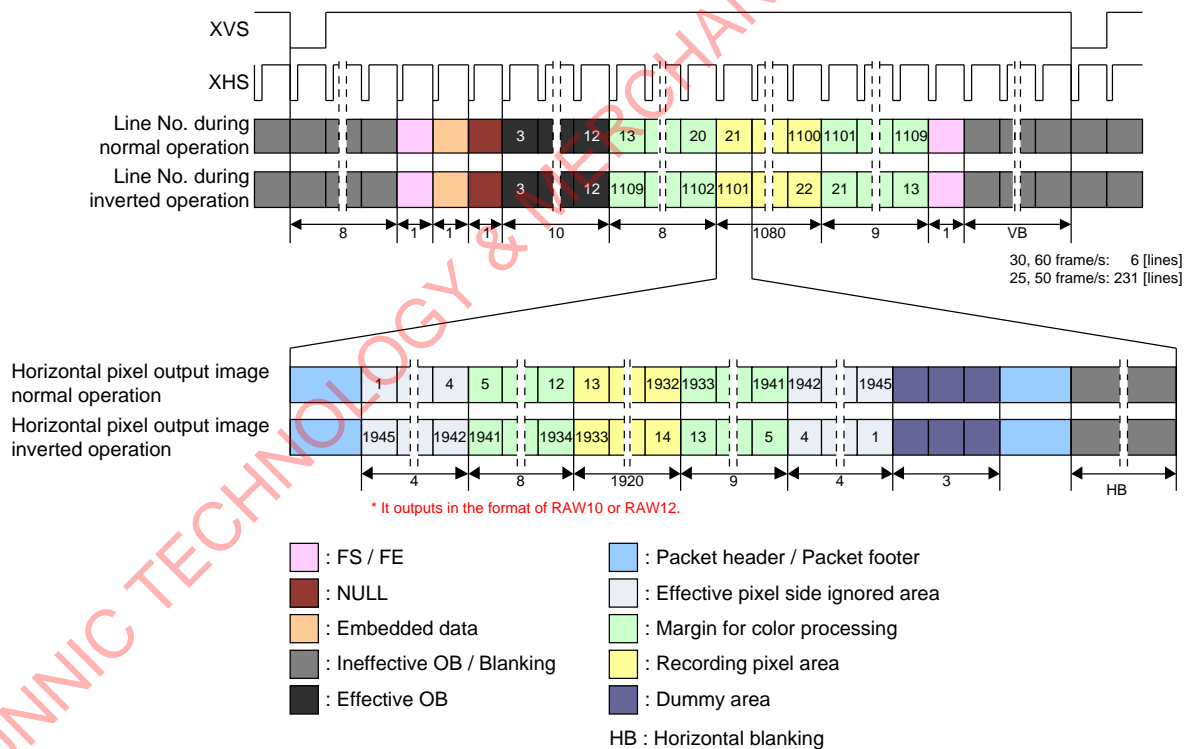 XVS
XHS
Line No. during
normal operation
3 12 13 20 21 1100 1101 1109
Line No. during
inverted operation
3 12 1109 1102 1101 22 21 13
8 1 1 1 10 8 1080 9 1 VB
30, 60 frame/s: 6 [lines]
25, 50 frame/s: 231 [lines]
Horizontal pixel output image
normal operation
1 4 5 12 13 1932 1933 1941 1942 1945
Horizontal pixel output image
inverted operation
1945 1942 1941 1934 1933 14 13 5 4 1
4 8 1920 9 4 3 HB
* It outputs in the format of RAW10 or RAW12.
: FS / FE
: NULL
: Embedded data
: Ineffective OB / Blanking
: Effective OB
: Packet header / Packet footer
: Effective pixel side ignored area
: Margin for color processing
: Recording pixel area
: Dummy area
HB : Horizontal blanking
TECHNOLOGY &